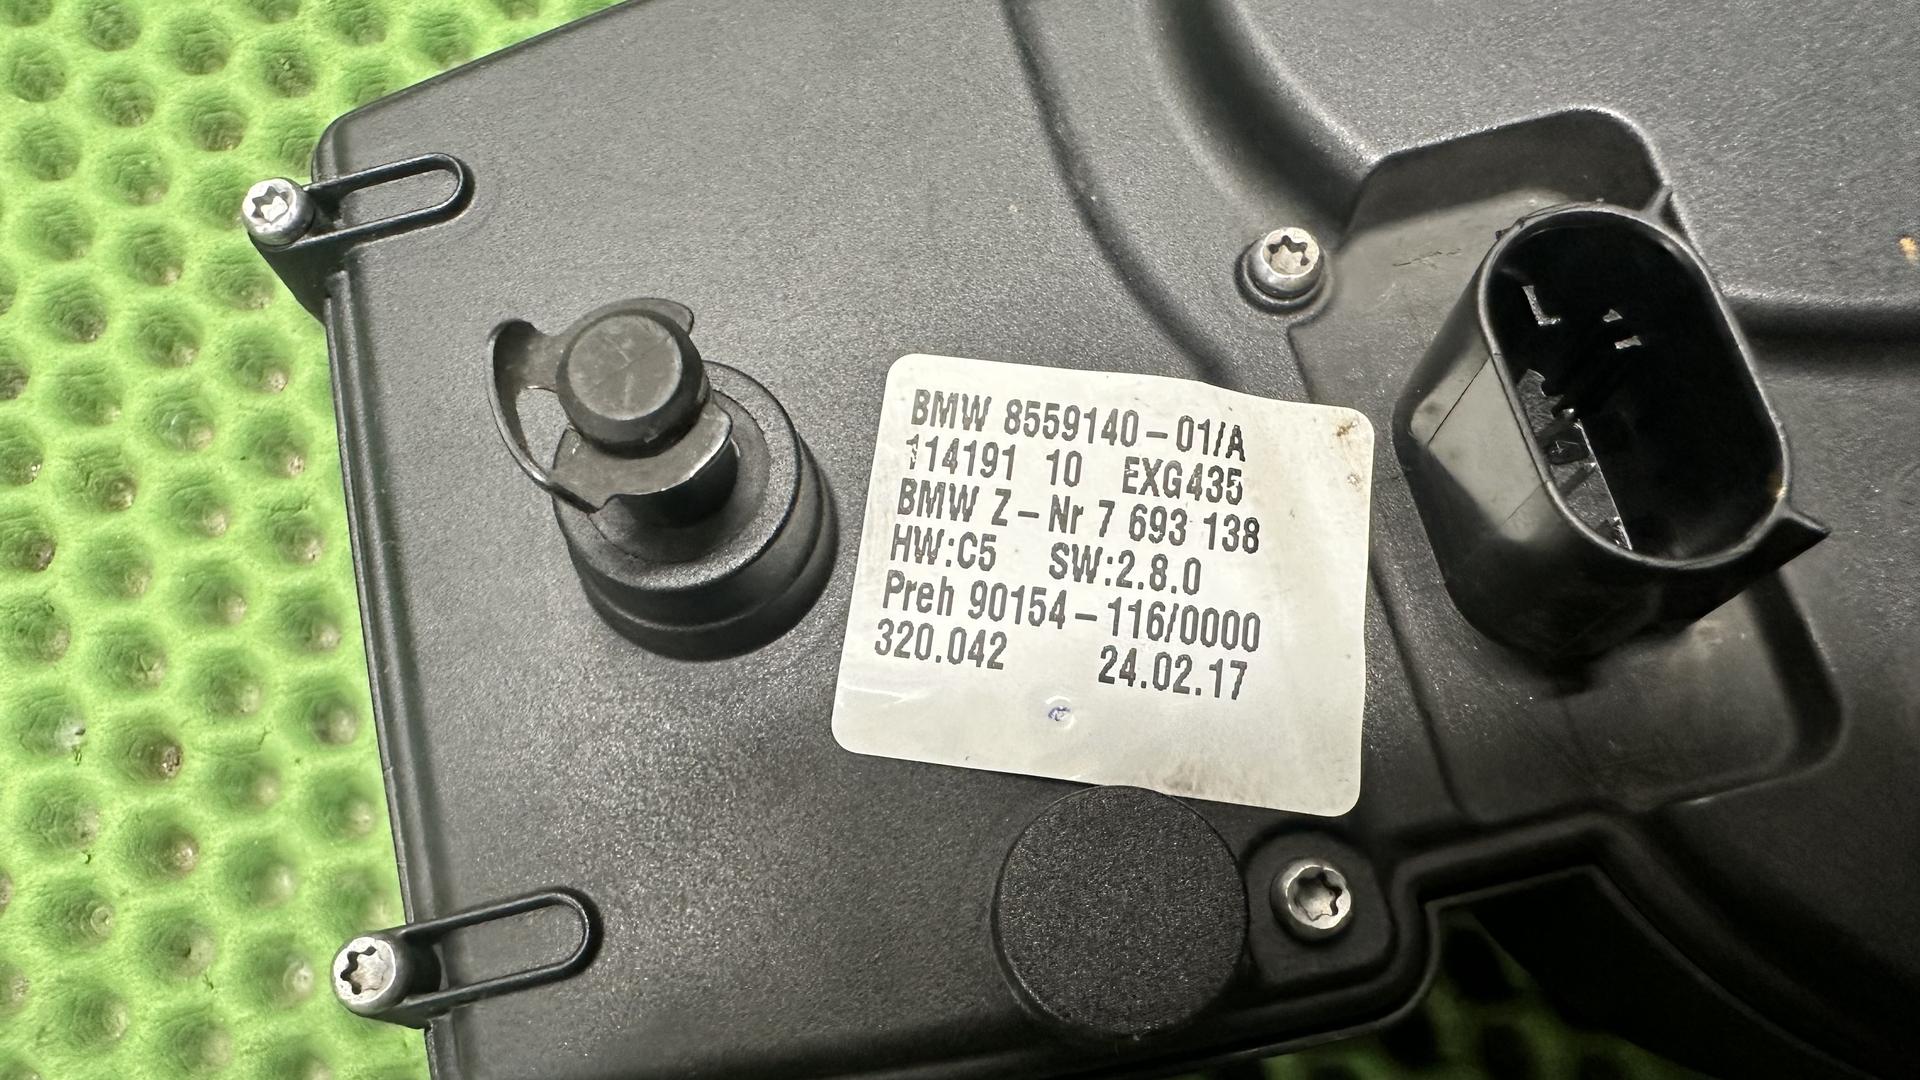 BMW 8559140-01/A
114191 10 EXG435
BMW Z-Nr 7 693 138
HW:C5 SW:2.8.0
Preh 90154-116/0000
320.042 24.02.17